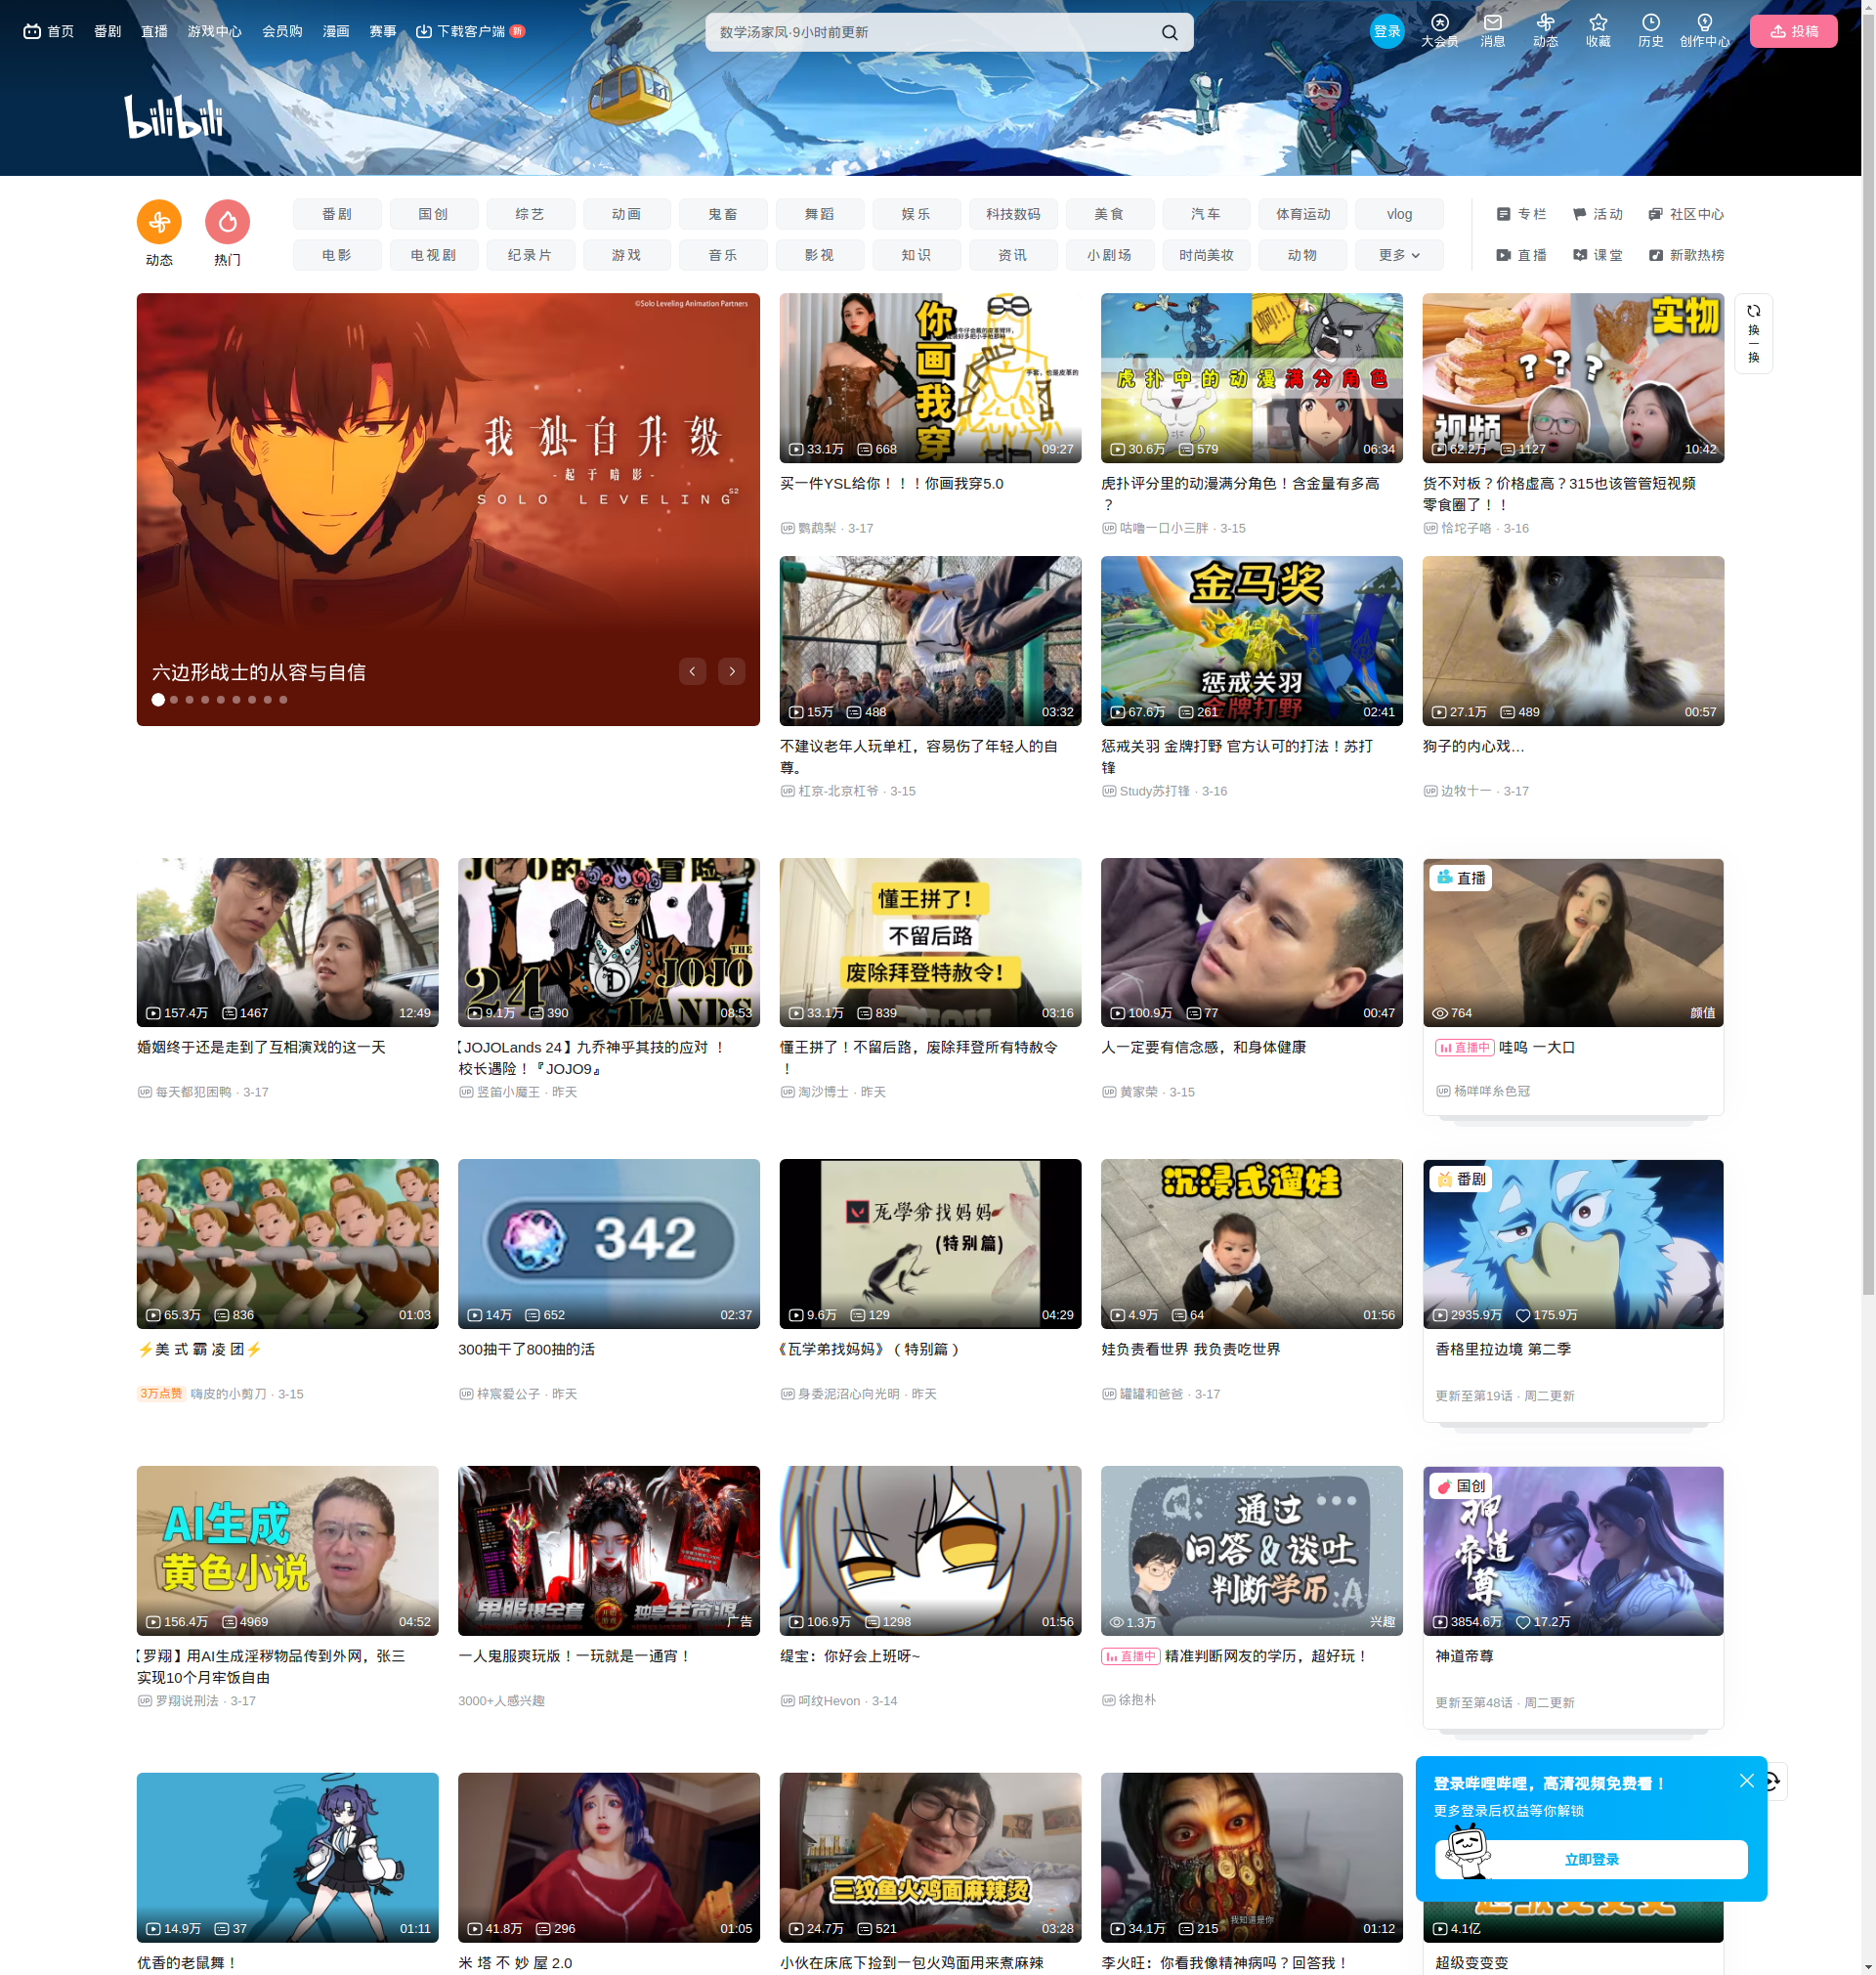 首页 番剧 直播 游戏中心 会员购 漫画 赛事 下载客户端 新
数学汤家凤·9小时前更新
登录 大会员 消息 动态 收藏 历史 创作中心 投稿
bilibili
动态 热门
番剧 国创 综艺 动画 鬼畜 舞蹈 娱乐 科技数码 美食 汽车 体育运动 vlog
电影 电视剧 纪录片 游戏 音乐 影视 知识 资讯 小剧场 时尚美妆 动物 更多
专栏 活动 社区中心
直播 课堂 新歌热榜
©Solo Leveling Animation Partners
我独自升级
-起于暗影-
SOLO LEVELING S2
六边形战士的从容与自信
你画我穿
手套，也是皮革的
33.1万 668 09:27
买一件YSL给你！！！你画我穿5.0
鹦鹉梨 · 3-17
虎扑中的动漫满分角色
30.6万 579 06:34
虎扑评分里的动漫满分角色！含金量有多高
？
咕噜一口小三胖 · 3-15
实物
? ? ?
视频
62.2万 1127 10:42
货不对板？价格虚高？315也该管管短视频
零食圈了！！
恰坨子咯 · 3-16
换一换
15万 488 03:32
不建议老年人玩单杠，容易伤了年轻人的自
尊。
杠京-北京杠爷 · 3-15
金马奖
惩戒关羽
金牌打野
67.6万 261 02:41
惩戒关羽 金牌打野 官方认可的打法！苏打
锋
Study苏打锋 · 3-16
27.1万 489 00:57
狗子的内心戏…
边牧十一 · 3-17
157.4万 1467 12:49
婚姻终于还是走到了互相演戏的这一天
每天都犯困鸭 · 3-17
24
THE
JOJO
LANDS
9.1万 390 08:53
【JOJOLands 24】九乔神乎其技的应对 ！
校长遇险！『JOJO9』
竖笛小魔王 · 昨天
懂王拼了！
不留后路
废除拜登特赦令！
33.1万 839 03:16
懂王拼了！不留后路，废除拜登所有特赦令
！
淘沙博士 · 昨天
100.9万 77 00:47
人一定要有信念感，和身体健康
黄家荣 · 3-15
直播
764 颜值
直播中 哇呜 一大口
杨咩咩糸色冠
65.3万 836 01:03
⚡美 式 霸 凌 团⚡
3万点赞 嗨皮的小剪刀 · 3-15
342
14万 652 02:37
300抽干了800抽的活
梓宸爱公子 · 昨天
瓦学弟找妈妈
(特别篇)
9.6万 129 04:29
《瓦学弟找妈妈》（特别篇）
身委泥沼心向光明 · 昨天
沉浸式遛娃
4.9万 64 01:56
娃负责看世界 我负责吃世界
罐罐和爸爸 · 3-17
番剧
2935.9万 175.9万
香格里拉边境 第二季
更新至第19话 · 周二更新
AI生成
黄色小说
156.4万 4969 04:52
【罗翔】用AI生成淫秽物品传到外网，张三
实现10个月牢饭自由
罗翔说刑法 · 3-17
鬼服爆全套 独享全资源
广告
一人鬼服爽玩版！一玩就是一通宵！
3000+人感兴趣
106.9万 1298 01:56
缇宝：你好会上班呀~
呵纹Hevon · 3-14
Q.
通过
问答&谈吐
判断学历
A
1.3万 兴趣
直播中 精准判断网友的学历，超好玩！
徐抱朴
国创
神道帝尊
3854.6万 17.2万
神道帝尊
更新至第48话 · 周二更新
14.9万 37 01:11
优香的老鼠舞！
41.8万 296 01:05
米 塔 不 妙 屋 2.0
三纹鱼火鸡面麻辣烫
24.7万 521 03:28
小伙在床底下捡到一包火鸡面用来煮麻辣
我知道是你
34.1万 215 01:12
李火旺：你看我像精神病吗？回答我！
登录哔哩哔哩，高清视频免费看！
更多登录后权益等你解锁
立即登录
4.1亿
超级变变变